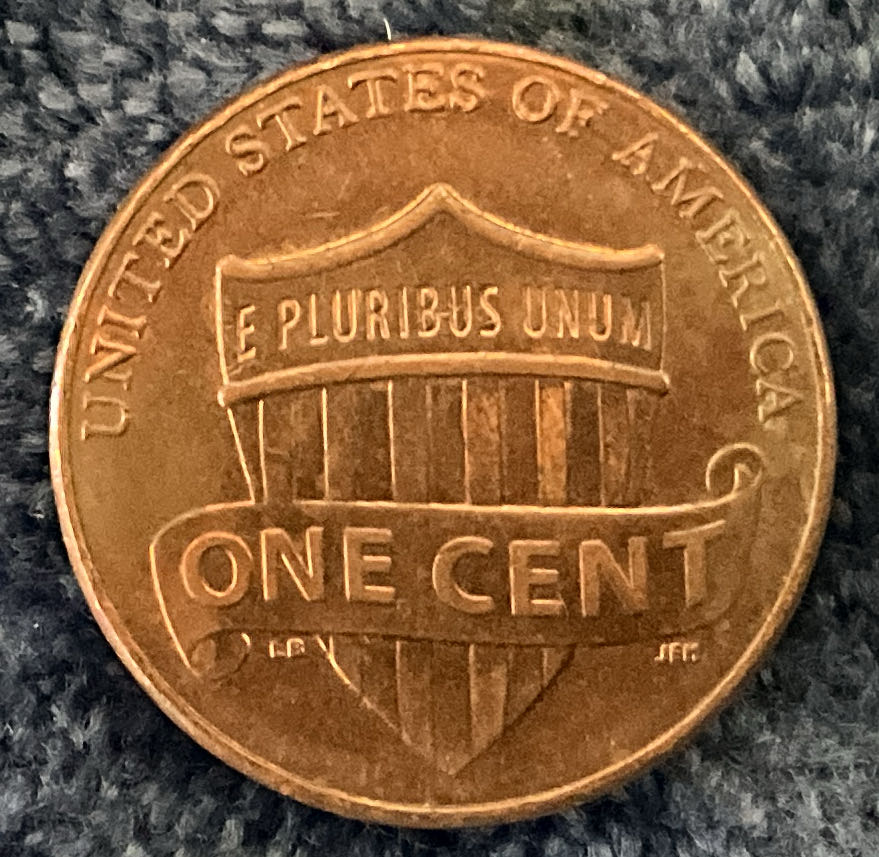 UNITED STATES OF AMERICA
E PLURIBUS UNUM
ONE CENT
LB JFM